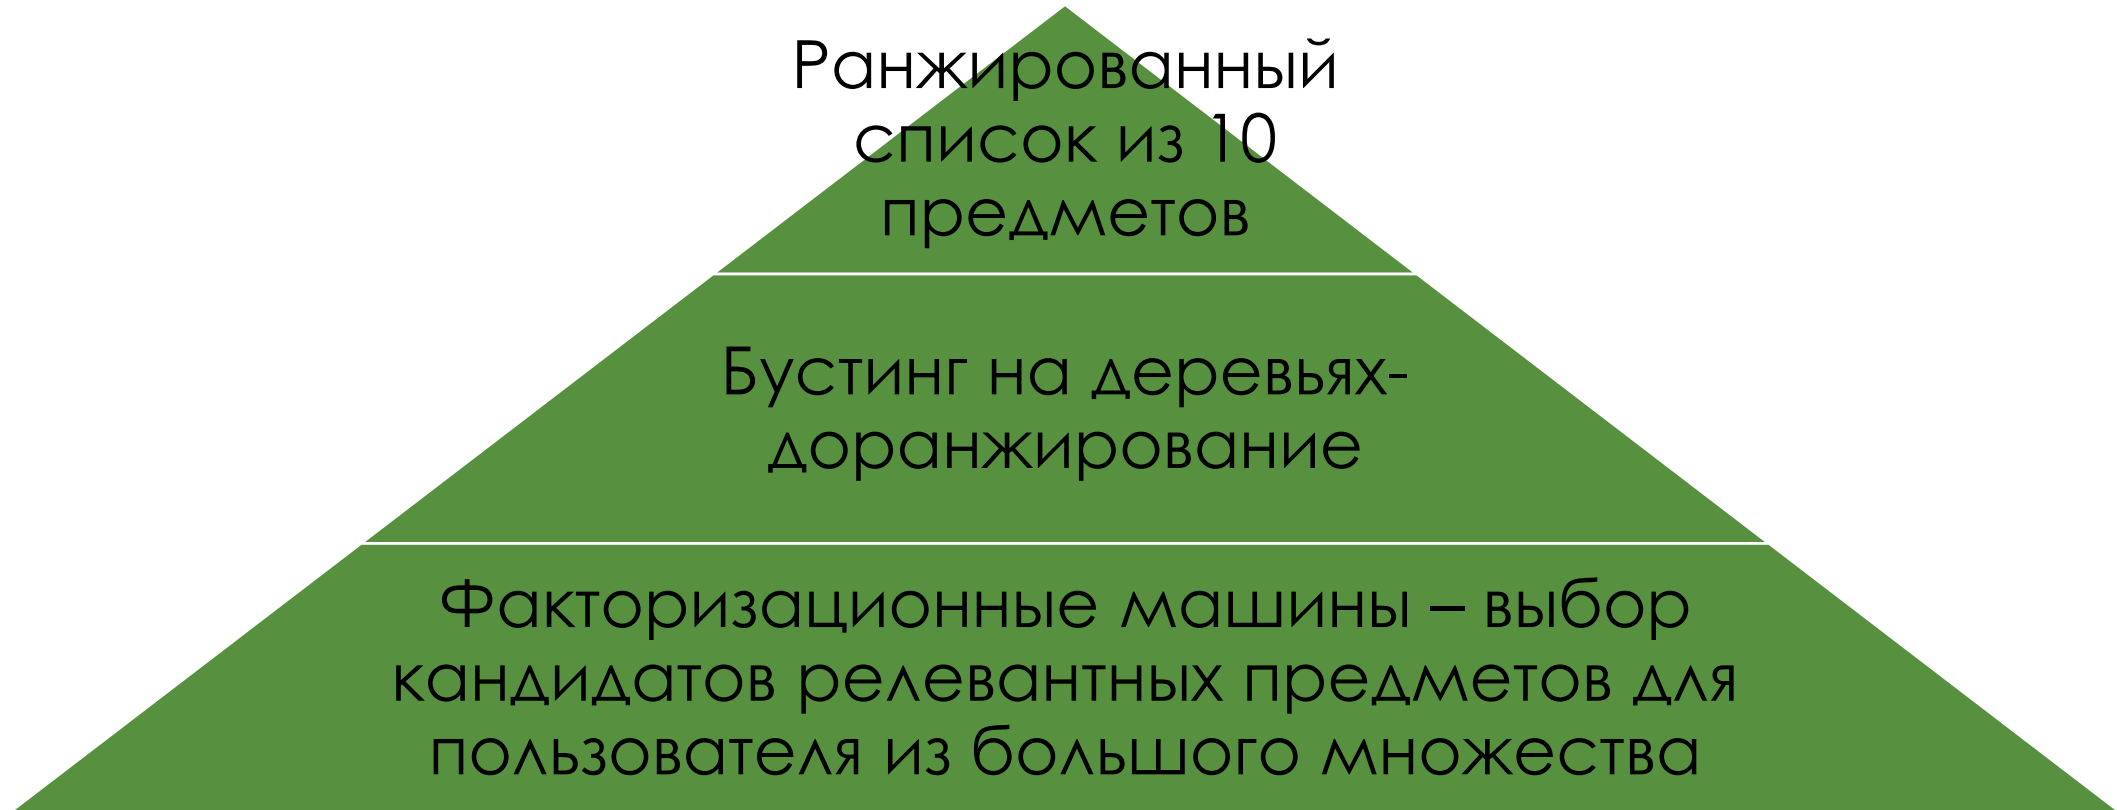 Ранжированный
список из 10
предметов
Бустинг на деревьях-
доранжирование
Факторизационные машины – выбор
кандидатов релевантных предметов для
пользователя из большого множества